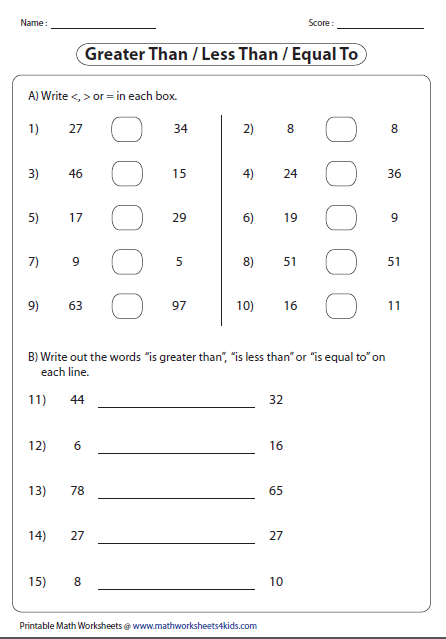 Name : Score :
Greater Than / Less Than / Equal To
A) Write <, > or = in each box.
1) 27 34 2) 8 8
3) 46 15 4) 24 36
5) 17 29 6) 19 9
7) 9 5 8) 51 51
9) 63 97 10) 16 11
B) Write out the words “is greater than”, “is less than” or “is equal to” on
each line.
11) 44 32
12) 6 16
13) 78 65
14) 27 27
15) 8 10
Printable Math Worksheets @ www.mathworksheets4kids.com